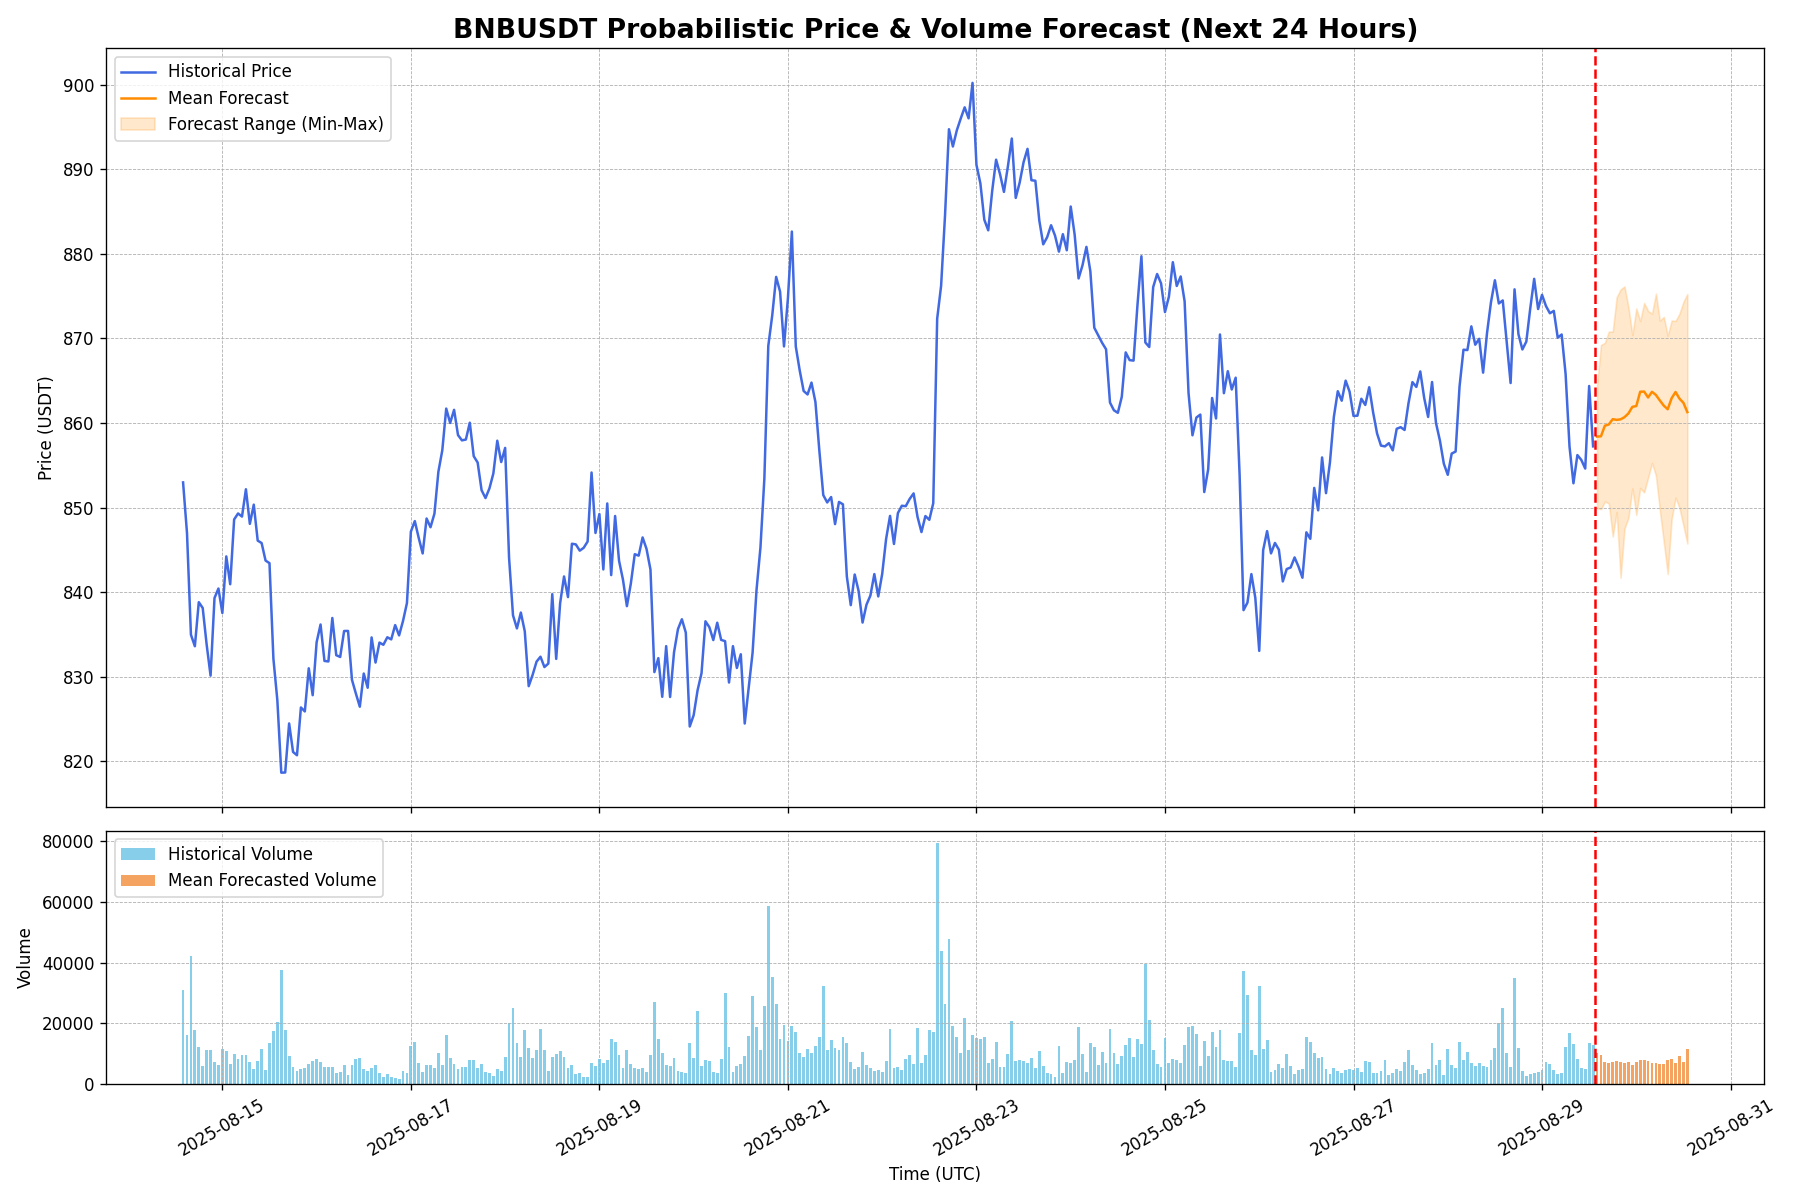 BNBUSDT Probabilistic Price & Volume Forecast (Next 24 Hours)
Historical Price
Mean Forecast
Forecast Range (Min-Max)
900
890
880
870
860
850
840
830
820
Price (USDT)
Historical Volume
Mean Forecasted Volume
80000
60000
40000
20000
0
Volume
2025-08-15
2025-08-17
2025-08-19
2025-08-21
2025-08-23
2025-08-25
2025-08-27
2025-08-29
2025-08-31
Time (UTC)